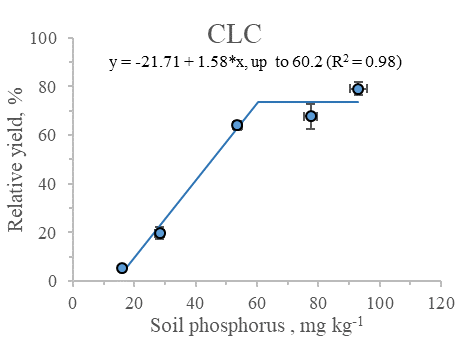 CLC
y = -21.71 + 1.58*x, up to 60.2 (R² = 0.98)
100
80
60
40
20
0
Relative yield, %
0 20 40 60 80 100 120
Soil phosphorus , mg kg⁻¹